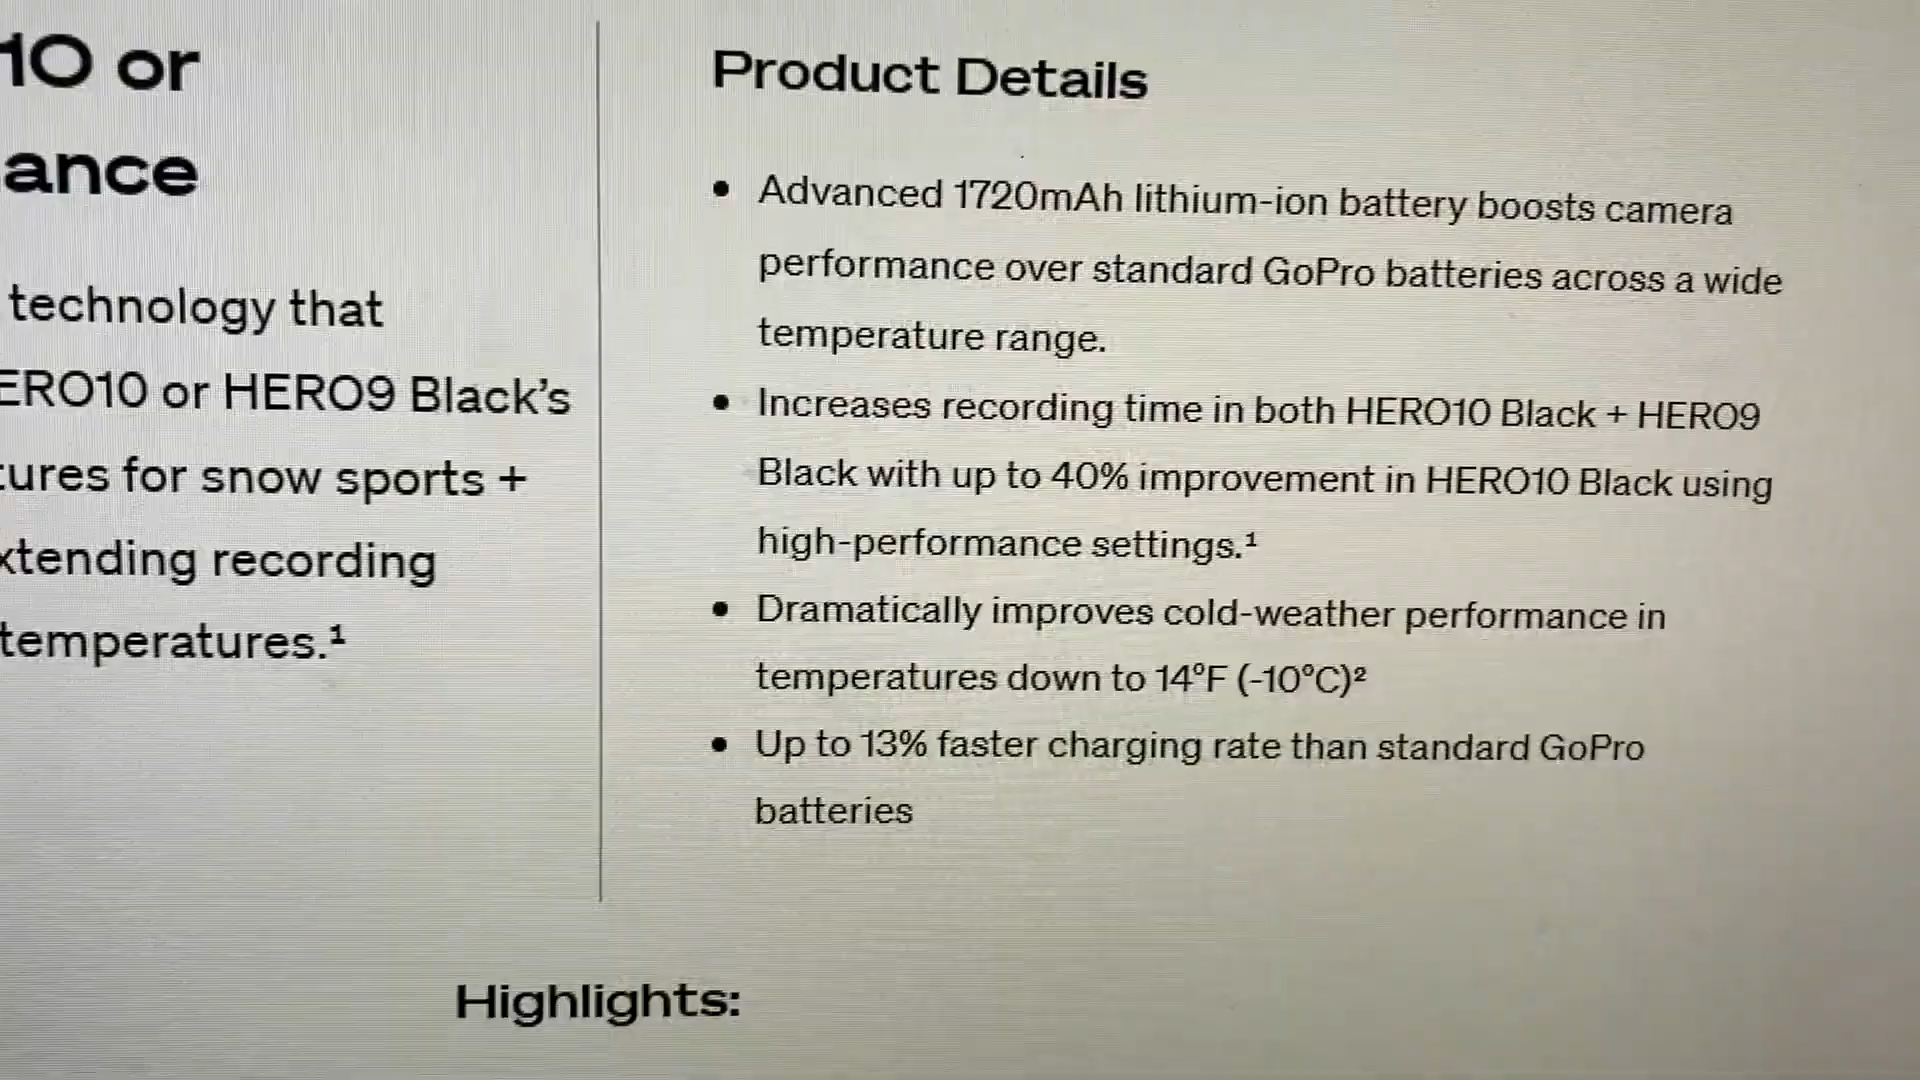 10 or
ance
technology that
ERO10 or HERO9 Black's
tures for snow sports +
xtending recording
temperatures.¹
Product Details
• Advanced 1720mAh lithium-ion battery boosts camera
performance over standard GoPro batteries across a wide
temperature range.
• Increases recording time in both HERO10 Black + HERO9
Black with up to 40% improvement in HERO10 Black using
high-performance settings.¹
• Dramatically improves cold-weather performance in
temperatures down to 14°F (-10°C)²
• Up to 13% faster charging rate than standard GoPro
batteries
Highlights: